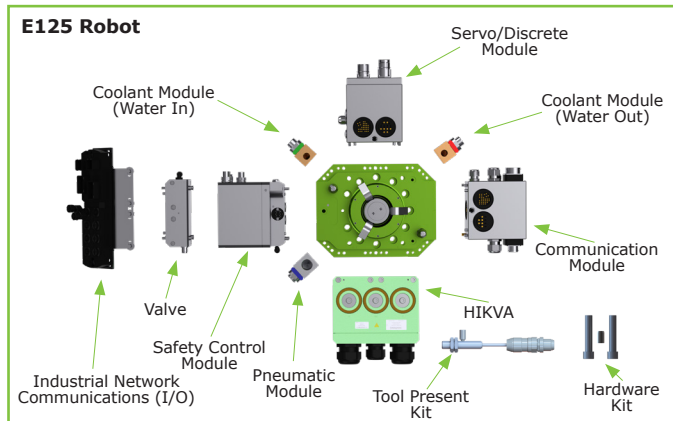 E125 Robot
Servo/Discrete
Module
Coolant Module
(Water In)
Coolant Module
(Water Out)
Communication
Module
Valve
HIKVA
Safety Control
Module
Pneumatic
Module
Tool Present
Kit
Hardware
Kit
Industrial Network
Communications (I/O)